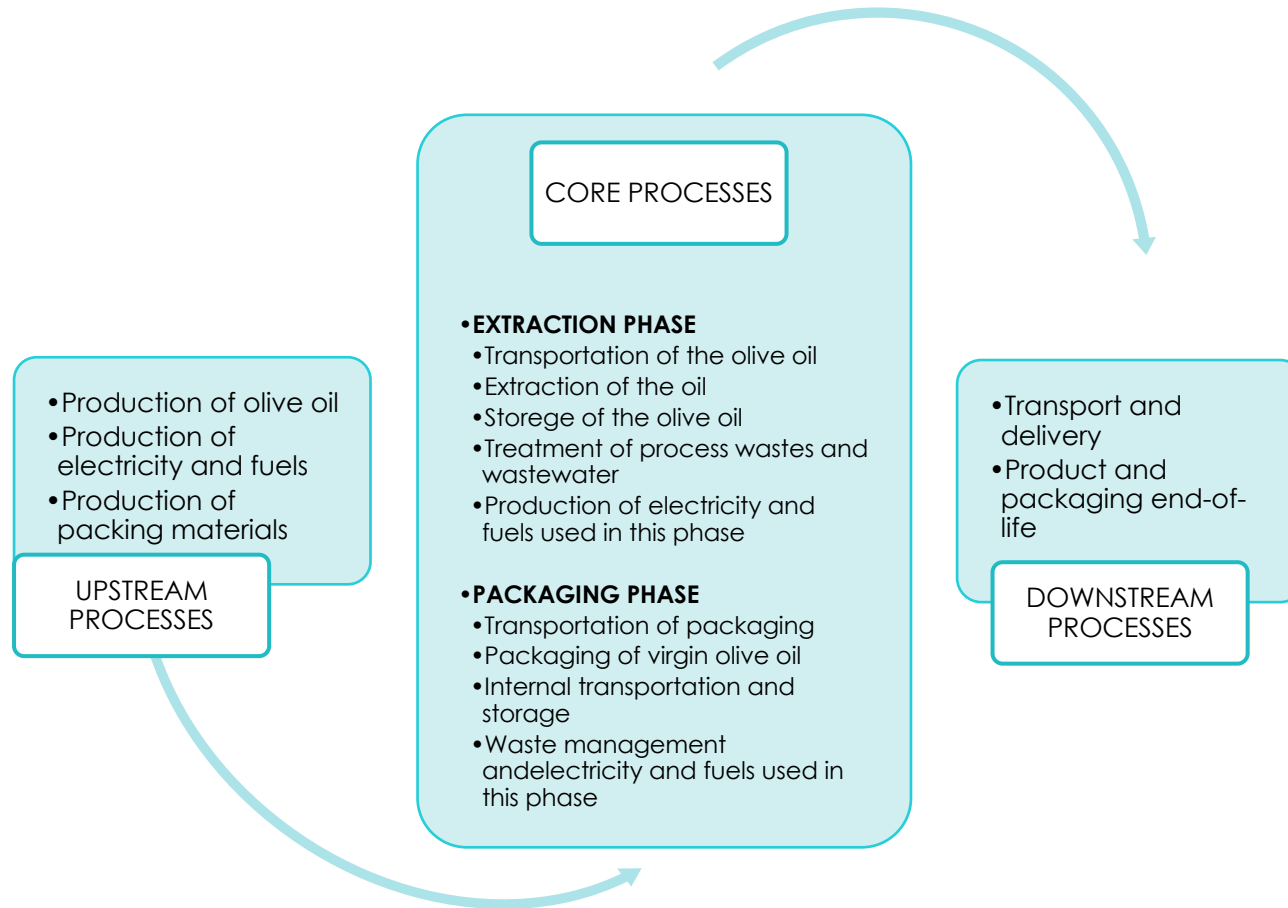 •Production of olive oil
•Production of
electricity and fuels
•Production of
packing materials
UPSTREAM
PROCESSES
CORE PROCESSES
•EXTRACTION PHASE
•Transportation of the olive oil
•Extraction of the oil
•Storege of the olive oil
•Treatment of process wastes and
wastewater
•Production of electricity and
fuels used in this phase
•PACKAGING PHASE
•Transportation of packaging
•Packaging of virgin olive oil
•Internal transportation and
storage
•Waste management
andelectricity and fuels used in
this phase
•Transport and
delivery
•Product and
packaging end-of-
life
DOWNSTREAM
PROCESSES